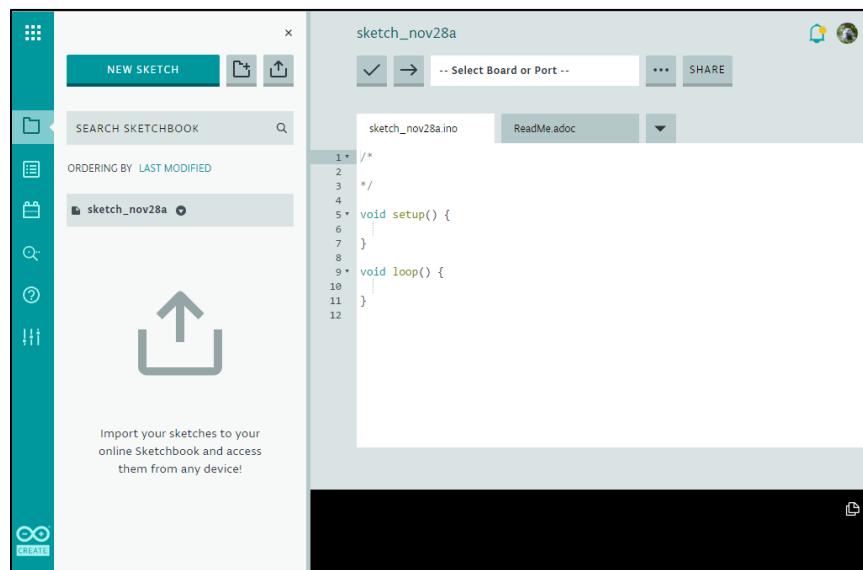 sketch_nov28a
NEW SKETCH
-- Select Board or Port --
SHARE
SEARCH SKETCHBOOK
ORDERING BY LAST MODIFIED
sketch_nov28a
Import your sketches to your
online Sketchbook and access
them from any device!
CREATE
sketch_nov28a.ino
ReadMe.adoc
1 /*
2
3 */
4
5 void setup() {
6
7 }
8
9 void loop() {
10
11 }
12